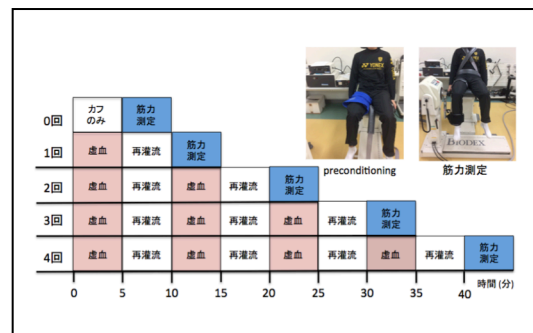 YONEX
BIODEX
preconditioning
筋力測定
0回
カフ
のみ
筋力
測定
1回
虚血
再灌流
筋力
測定
2回
虚血
再灌流
虚血
再灌流
筋力
測定
3回
虚血
再灌流
虚血
再灌流
虚血
再灌流
筋力
測定
4回
虚血
再灌流
虚血
再灌流
虚血
再灌流
虚血
再灌流
筋力
測定
0 5 10 15 20 25 30 35 40
時間 (分)